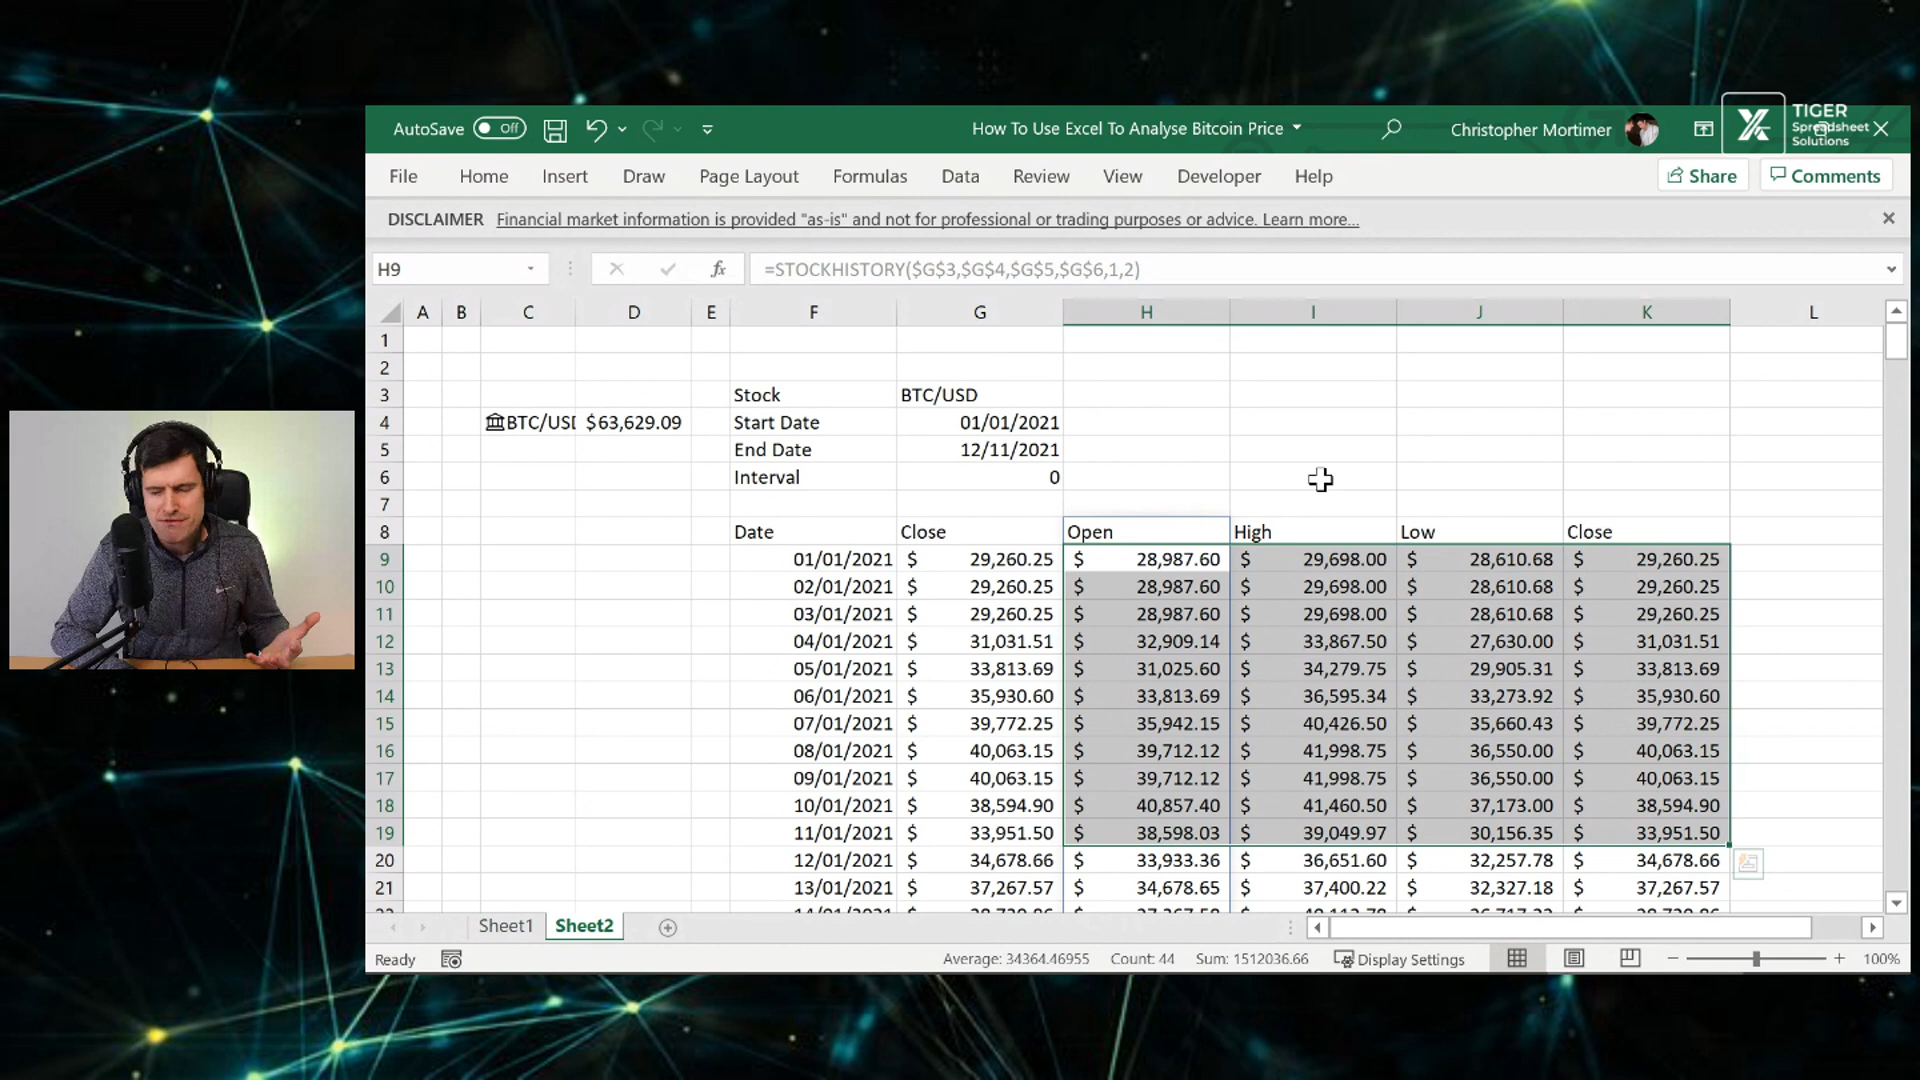 AutoSave Off How To Use Excel To Analyse Bitcoin Price Christopher Mortimer
TIGER
Spreadsheet
Solutions
File Home Insert Draw Page Layout Formulas Data Review View Developer Help Share Comments
DISCLAIMER Financial market information is provided "as-is" and not for professional or trading purposes or advice. Learn more...
H9 fx =STOCKHISTORY($G$3,$G$4,$G$5,$G$6,1,2)
A B C D E F G H I J K L
1
2
3 Stock BTC/USD
4 BTC/USD $63,629.09 Start Date 01/01/2021
5 End Date 12/11/2021
6 Interval 0
7
8 Date Close Open High Low Close
9 01/01/2021 $ 29,260.25 $ 28,987.60 $ 29,698.00 $ 28,610.68 $ 29,260.25
10 02/01/2021 $ 29,260.25 $ 28,987.60 $ 29,698.00 $ 28,610.68 $ 29,260.25
11 03/01/2021 $ 29,260.25 $ 28,987.60 $ 29,698.00 $ 28,610.68 $ 29,260.25
12 04/01/2021 $ 31,031.51 $ 32,909.14 $ 33,867.50 $ 27,630.00 $ 31,031.51
13 05/01/2021 $ 33,813.69 $ 31,025.60 $ 34,279.75 $ 29,905.31 $ 33,813.69
14 06/01/2021 $ 35,930.60 $ 33,813.69 $ 36,595.34 $ 33,273.92 $ 35,930.60
15 07/01/2021 $ 39,772.25 $ 35,942.15 $ 40,426.50 $ 35,660.43 $ 39,772.25
16 08/01/2021 $ 40,063.15 $ 39,712.12 $ 41,998.75 $ 36,550.00 $ 40,063.15
17 09/01/2021 $ 40,063.15 $ 39,712.12 $ 41,998.75 $ 36,550.00 $ 40,063.15
18 10/01/2021 $ 38,594.90 $ 40,857.40 $ 41,460.50 $ 37,173.00 $ 38,594.90
19 11/01/2021 $ 33,951.50 $ 38,598.03 $ 39,049.97 $ 30,156.35 $ 33,951.50
20 12/01/2021 $ 34,678.66 $ 33,933.36 $ 36,651.60 $ 32,257.78 $ 34,678.66
21 13/01/2021 $ 37,267.57 $ 34,678.65 $ 37,400.22 $ 32,327.18 $ 37,267.57
Sheet1 Sheet2
Ready Average: 34364.46955 Count: 44 Sum: 1512036.66 Display Settings 100%